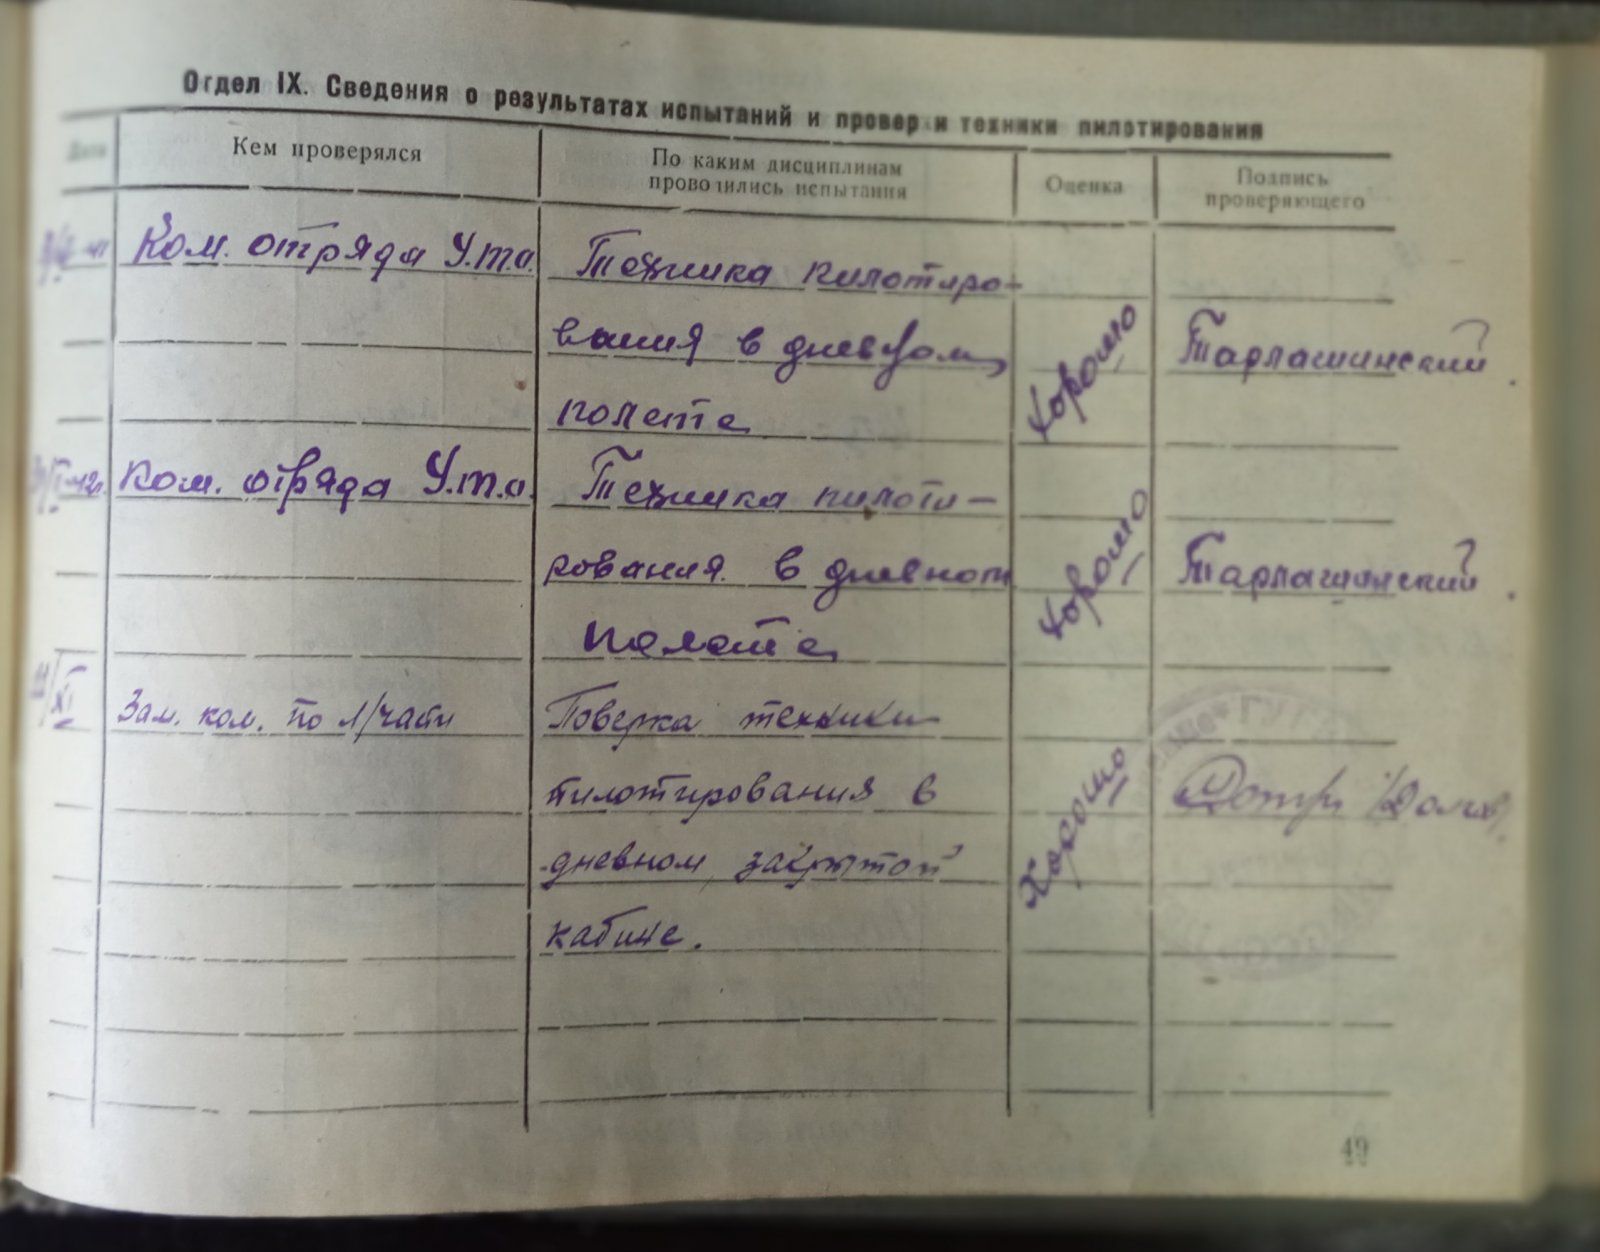 Отдел IX. Сведения о результатах испытаний и провер и техники пилотирования
Дата
Кем проверялся
По каким дисциплинам
проводились испытания
Оценка
Подпись
проверяющего
Ком. отряда У.т.о. Техника пилотиро-
вания в дневном
полете
Хорошо
Тарлашинский
Ком. отряда У.т.о. Техника пилоти-
рования в дневном
полете
Хорошо
Тарлашинский
XI
Зам. ком. по л/части Поверка техники
пилотирования в
дневном, закрытой
кабине.
Хорошо
49